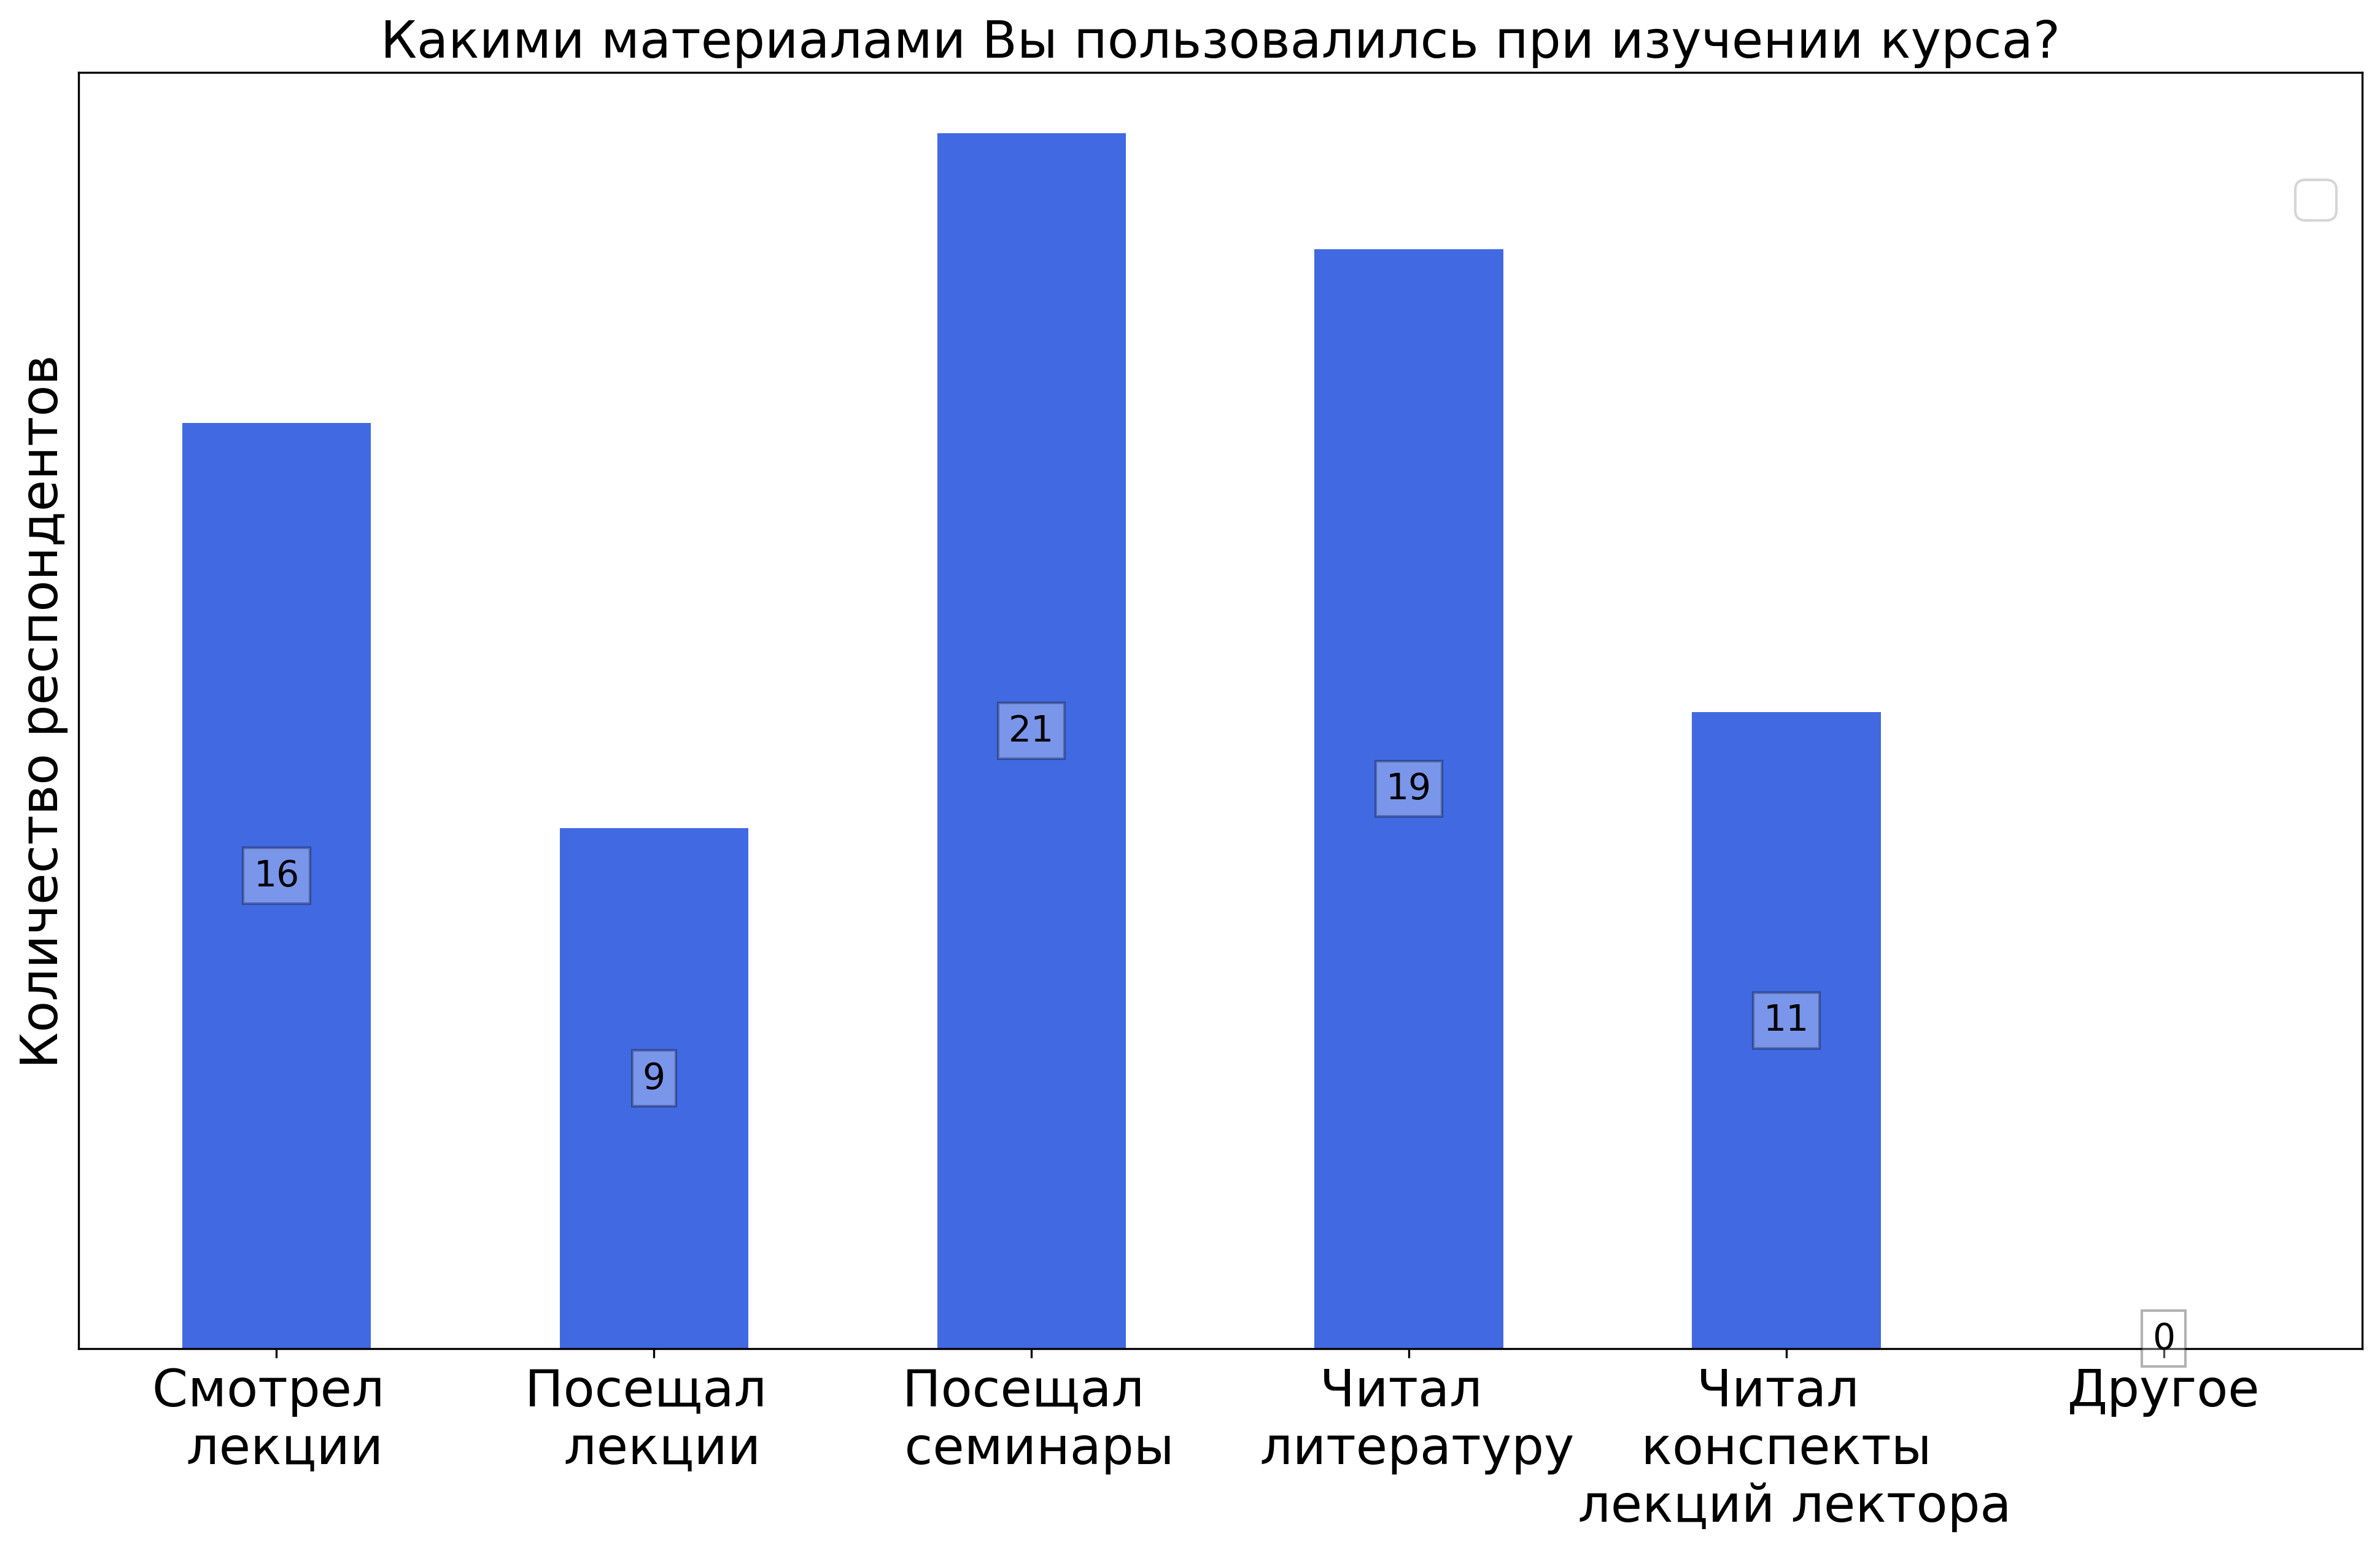 Какими материалами Вы пользовалилсь при изучении курса?
Количество респондентов
16
9
21
19
11
0
Смотрел
лекции
Посещал
лекции
Посещал
семинары
Читал
литературу
Читал
конспекты
лекций лектора
Другое